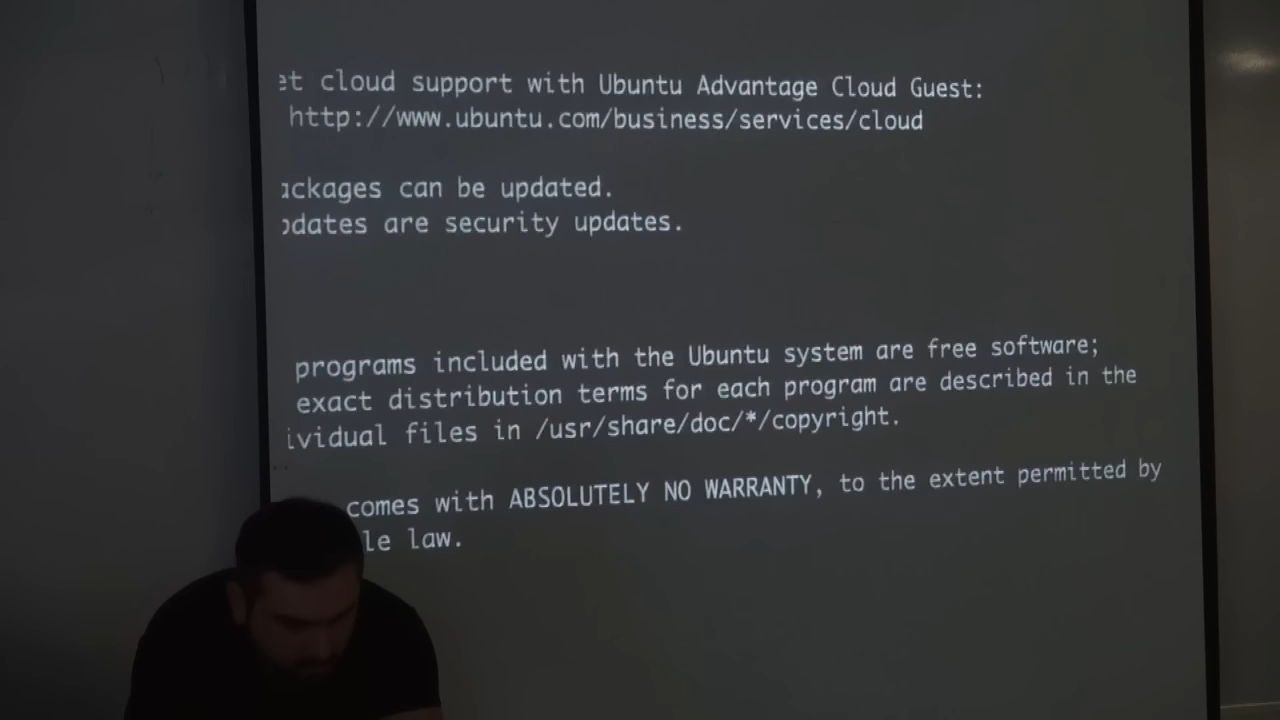 et cloud support with Ubuntu Advantage Cloud Guest:
http://www.ubuntu.com/business/services/cloud
ackages can be updated.
pdates are security updates.
programs included with the Ubuntu system are free software;
exact distribution terms for each program are described in the
ividual files in /usr/share/doc/*/copyright.
comes with ABSOLUTELY NO WARRANTY, to the extent permitted by
le law.